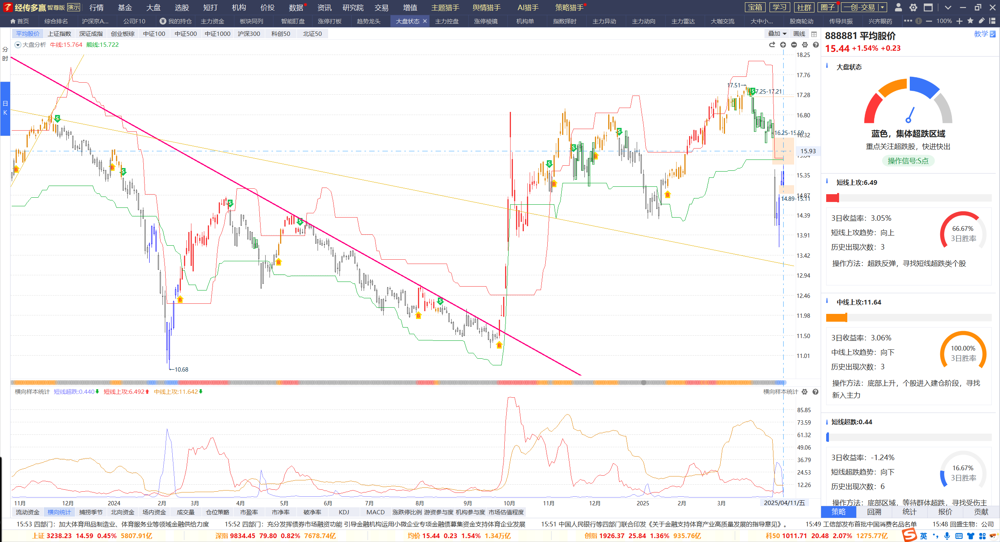 经传多赢 智尊版 演示 行情 基金 大盘 选股 短打 机构 价投 数据 资讯 研究院 交易 增值 主题猎手 舆情猎手 AI猎手 策略猎手 宝箱 学习 社群 圈子 一创-交易
首页 综合排名 沪深京A... 公司F10 我的持仓 主力资金 板块同列 智能盯盘 涨停打板 趋势龙头 大盘状态 主力控盘 涨停棱镜 机构单 指数择时 主力异动 主力动向 主力雷达 大咖交流 大中小... 股商轮动 传导共振 兴齐眼药 100%
平均股价 上证指数 深证成指 创业板综 中证100 中证500 中证1000 沪深300 科创50 北证50 叠加 画线
大盘分析 牛线:15.764 熊线:15.722
分时
日K
18.25
17.76
17.28
16.80
16.32
15.93
15.84
15.35
14.87
14.39
13.91
13.42
12.94
12.46
11.98
11.50
11.01
17.51→
17.25-17.21
16.25-15.59
14.89-15.11
←10.68
横向样本统计 短线超跌:0.440 短线上攻:6.492 中线上攻:11.642 横向样本统计
85.85
73.59
61.32
49.06
36.79
24.53
12.26
11月 12月 2024 2月 3月 4月 5月 6月 7月 8月 9月 10月 11月 12月 2025 2月 3月 2025/04/11/五
流动资金 横向统计 捕捞季节 北向资金 场内资金 成交量 仓位策略 市盈率 市净率 破净率 KDJ MACD 涨跌停比例 游资参与度 机构参与度 市场估值程度
888881 平均股价 教学
15.44 +1.54% +0.23
大盘状态
蓝色，集体超跌区域
重点关注超跌股，快进快出
操作信号:S点
短线上攻:6.49
3日收益率：3.05%
短线上攻趋势：向上
历史出现次数：3
66.67%
3日胜率
操作方法：超跌反弹，寻找短线超跌类个股
中线上攻:11.64
3日收益率：3.06%
中线上攻趋势：向下
历史出现次数：3
100.00%
3日胜率
操作方法：底部上升，个股进入建仓阶段，寻找
新入主力
短线超跌:0.44
3日收益率：-1.24%
短线超跌趋势：向下
历史出现次数：6
16.67%
3日胜率
操作方法：底部区域，等待群体超跌，寻找受伤主
策略 回溯 统计 报价 贡献
15:53 四部门：加大体育用品制造业、体育服务业等领域金融供给力度 15:52 四部门：充分发挥债券市场融资功能 引导金融机构运用小微企业专项金融债募集资金支持体育企业发展 15:51 中国人民银行等四部门联合印发《关于金融支持体育产业高质量发展的指导意见》。 15:49 工信部发布首批中国消费名品名单 15:48 回盛生物：公司
上证 3238.23 14.59 0.45% 5807.91亿 深指 9834.45 79.80 0.82% 7678.74亿 均价 15.44 0.23 1.54% 1.34万亿 创指 1926.37 25.84 1.36% 935.76亿 科50 1011.71 20.48 2.07% 1275.77亿 英